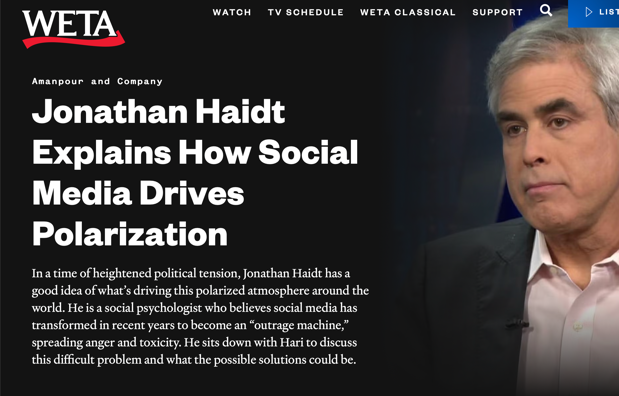 WETA
WATCH TV SCHEDULE WETA CLASSICAL SUPPORT LIST
Amanpour and Company
Jonathan Haidt
Explains How Social
Media Drives
Polarization
In a time of heightened political tension, Jonathan Haidt has a
good idea of what’s driving this polarized atmosphere around the
world. He is a social psychologist who believes social media has
transformed in recent years to become an “outrage machine,”
spreading anger and toxicity. He sits down with Hari to discuss
this difficult problem and what the possible solutions could be.